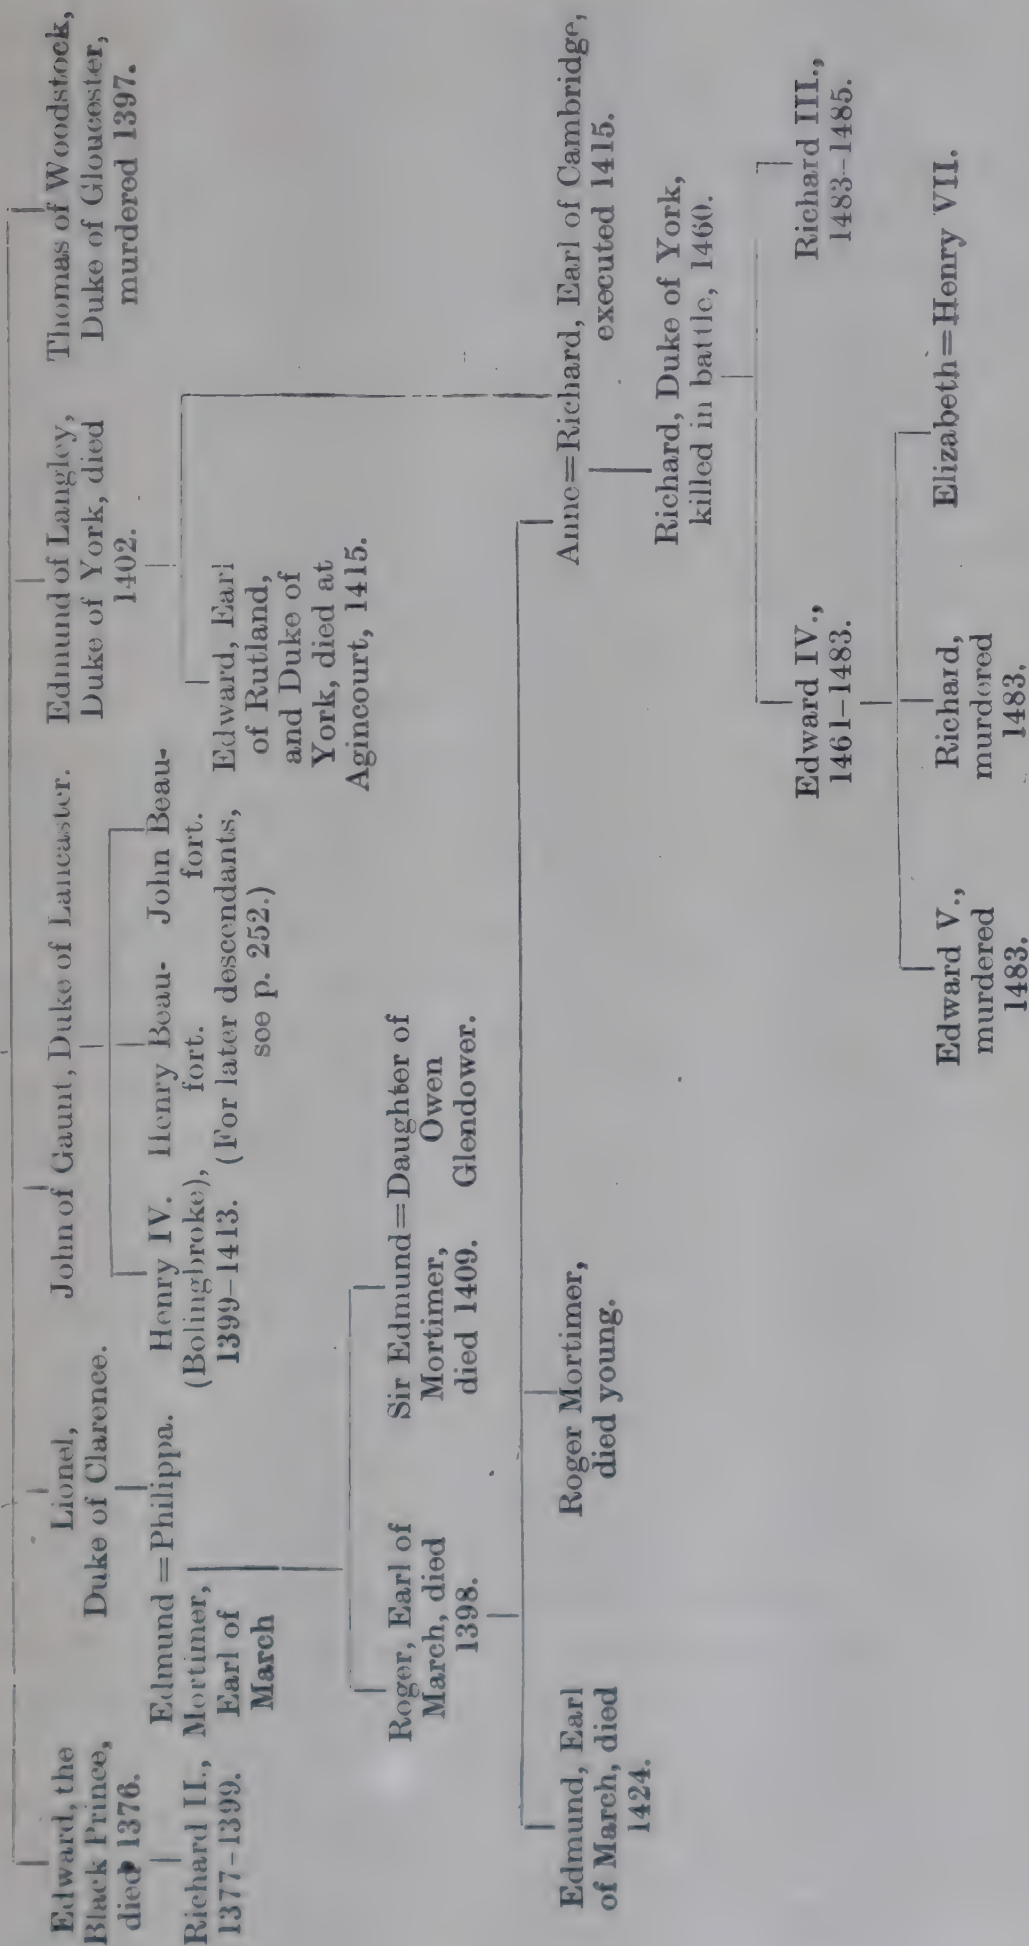 Edward, the
Black Prince,
died 1376.
Lionel,
Duke of Clarence.
John of Gaunt, Duke of Lancaster.
Edmund of Langley,
Duke of York, died
1402.
Thomas of Woodstock,
Duke of Gloucester,
murdered 1397.
Richard II.,
1377–1399.
Edmund = Philippa.
Mortimer,
Earl of
March
Henry IV.
(Bolingbroke),
1399–1413.
Henry Beau-
fort.
John Beau-
fort.
(For later descendants,
see p. 252.)
Edward, Earl
of Rutland,
and Duke of
York, died at
Agincourt, 1415.
Roger, Earl of
March, died
1398.
Sir Edmund = Daughter of
Mortimer,
died 1409.
Owen
Glendower.
Edmund, Earl
of March, died
1424.
Roger Mortimer,
died young.
Anne = Richard, Earl of Cambridge,
executed 1415.
Richard, Duke of York,
killed in battle, 1460.
Edward IV.,
1461–1483.
Richard III.,
1483–1485.
Edward V.,
murdered
1483.
Richard,
murdered
1483.
Elizabeth = Henry VII.